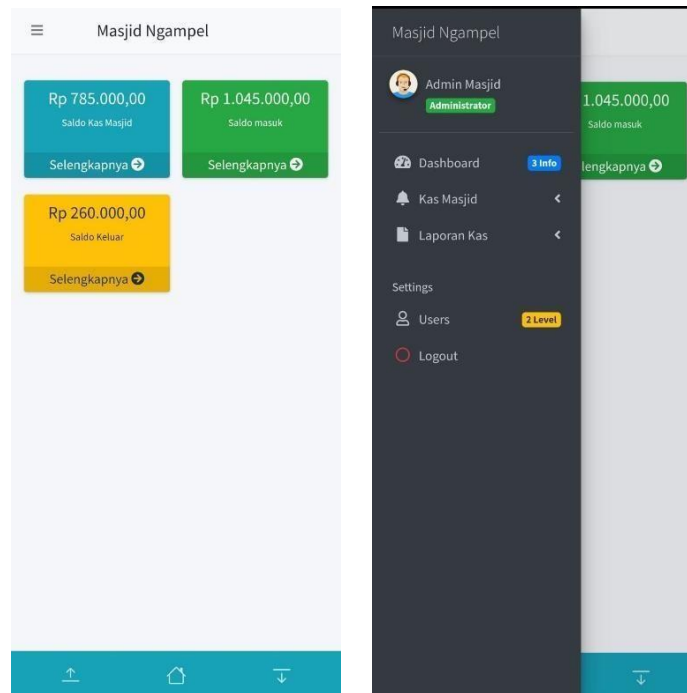 Masjid Ngampel
Rp 785.000,00
Saldo Kas Masjid
Selengkapnya
Rp 1.045.000,00
Saldo masuk
Selengkapnya
Rp 260.000,00
Saldo Keluar
Selengkapnya
Masjid Ngampel
Admin Masjid
Administrator
Dashboard 3 Info
Kas Masjid
Laporan Kas
Settings
Users 2 Level
Logout
1.045.000,00
Saldo masuk
lengkapnya